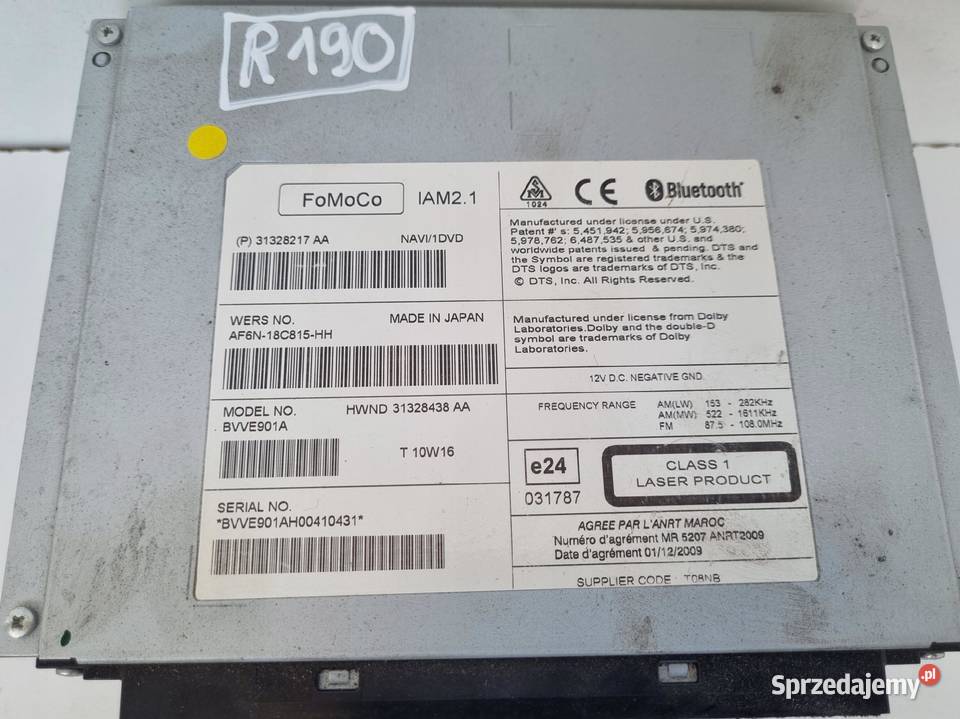 R190
FoMoCo IAM2.1
(P) 31328217 AA NAVI/1DVD
WERS NO. MADE IN JAPAN
AF6N-18C815-HH
MODEL NO. HWND 31328438 AA
BVVE901A
T 10W16
SERIAL NO.
*BVVE901AH00410431*
1024 CE Bluetooth
Manufactured under license under U.S.
Patent #' s: 5,451,942; 5,956,674; 5,974,380;
5,978,762; 6,487,535 & other U.S. and
worldwide patents issued & pending. DTS and
the Symbol are registered trademarks & the
DTS logos are trademarks of DTS, Inc.
© DTS, Inc. All Rights Reserved.
Manufactured under license from Dolby
Laboratories.Dolby and the double-D
symbol are trademarks of Dolby
Laboratories.
12V D.C. NEGATIVE GND.
FREQUENCY RANGE AM(LW) 153 - 282KHz
AM(MW) 522 - 1611KHz
FM 87.5 - 108.0MHz
e24
031787
CLASS 1
LASER PRODUCT
AGREE PAR L'ANRT MAROC
Numéro d'agrément MR 5207 ANRT2009
Date d'agrément 01/12/2009
SUPPLIER CODE : T08NB
Sprzedajemy.pl